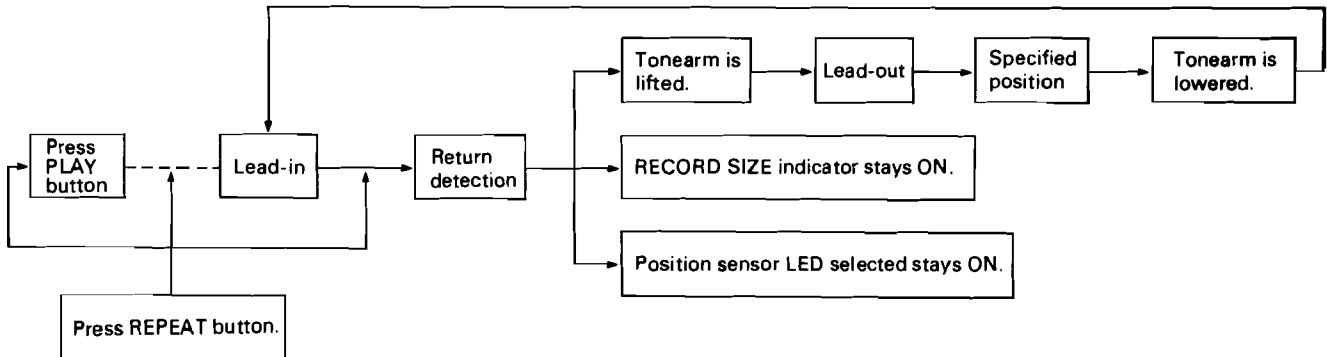 Tonearm is
lifted.
Lead-out
Specified
position
Tonearm is
lowered.
Press
PLAY
button
Lead-in
Return
detection
RECORD SIZE indicator stays ON.
Position sensor LED selected stays ON.
Press REPEAT button.